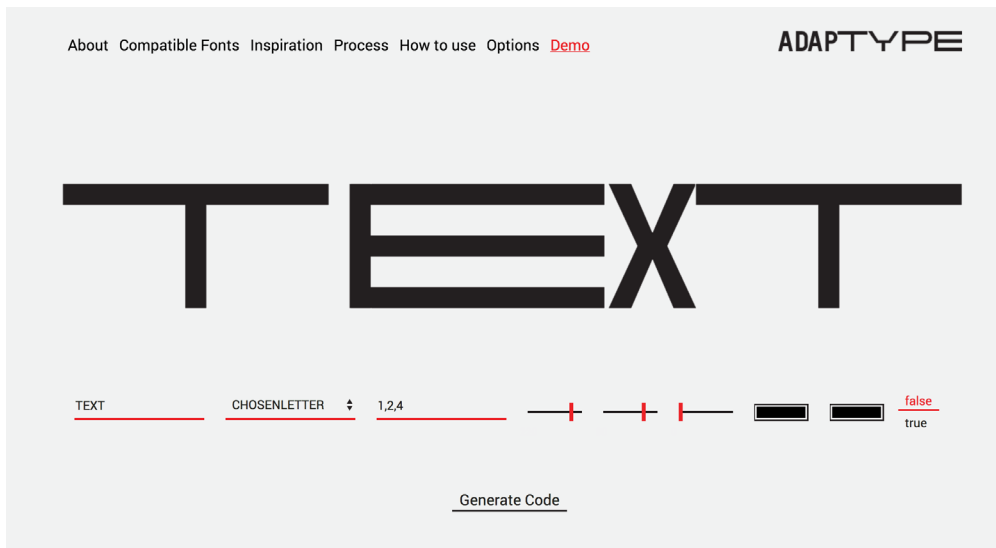 About Compatible Fonts Inspiration Process How to use Options Demo
ADAPTYPE
TEXT
TEXT CHOSENLETTER 1,2,4 false
true
Generate Code